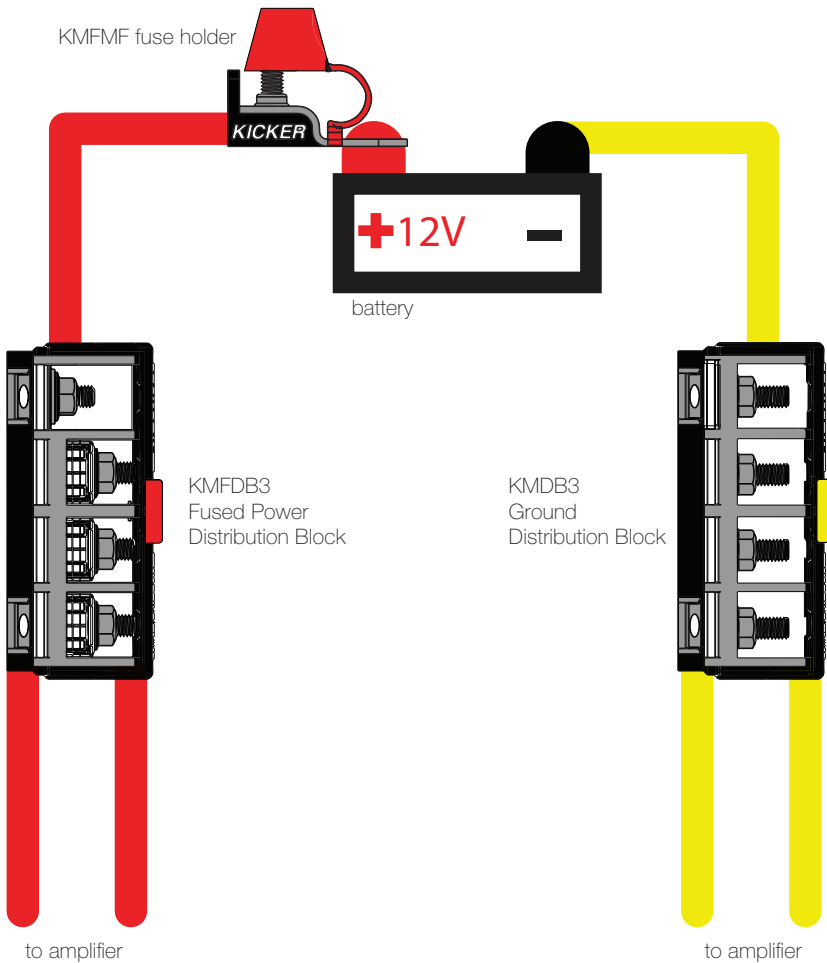 KMFMF fuse holder
KICKER
+12V -
battery
KMFDB3
Fused Power
Distribution Block
KMDB3
Ground
Distribution Block
to amplifier
to amplifier